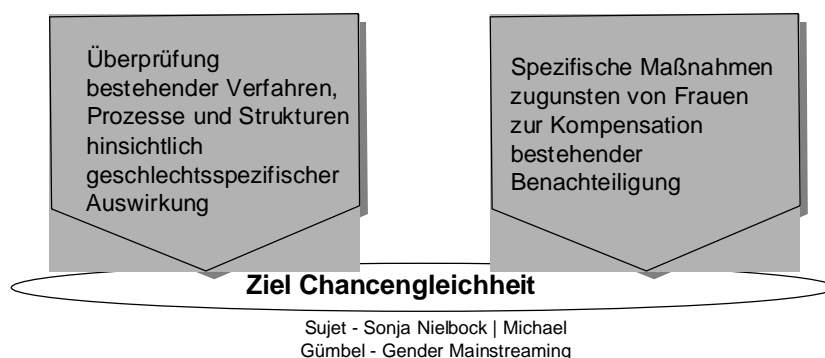 Überprüfung
bestehender Verfahren,
Prozesse und Strukturen
hinsichtlich
geschlechtsspezifischer
Auswirkung
Spezifische Maßnahmen
zugunsten von Frauen
zur Kompensation
bestehender
Benachteiligung
Ziel Chancengleichheit
Sujet - Sonja Nielbock | Michael
Gümbel - Gender Mainstreaming